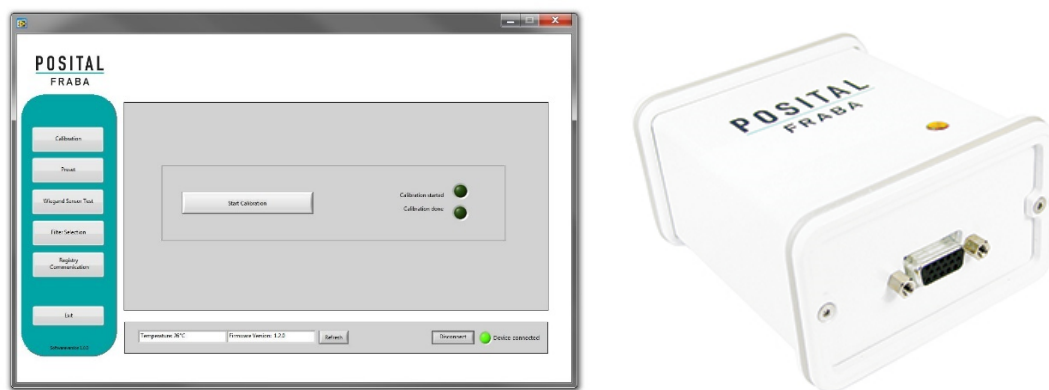 POSITAL
FRABA
Calibration
Preset
Wiegand Sensor Test
Filter Selection
Registry
Communication
Exit
Start Calibration
Calibration started
Calibration done
Temperature 26°C
Firmware Version: 1.2.0
Refresh
Disconnect
Device connected
POSITAL
FRABA